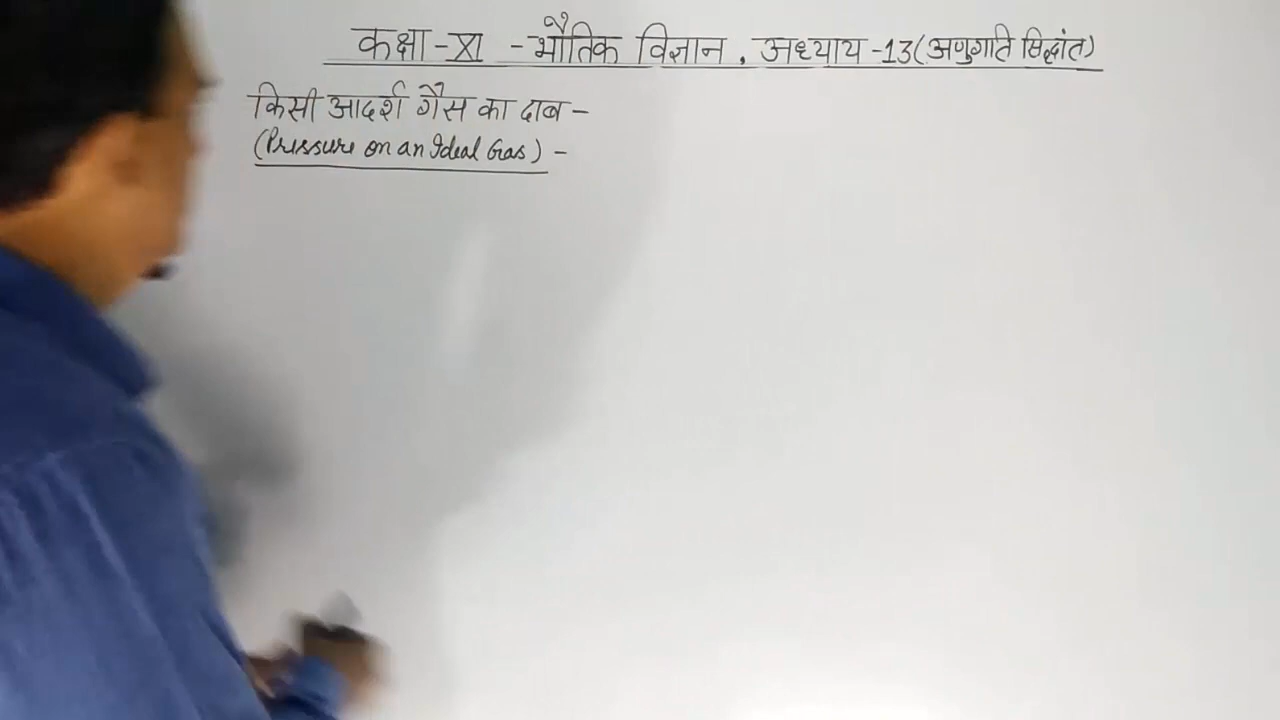 कक्षा-XI - भौतिक विज्ञान, अध्याय-13(अणुगति सिद्धांत)
किसी आदर्श गैस का दाब -
(Pressure on an Ideal Gas) -